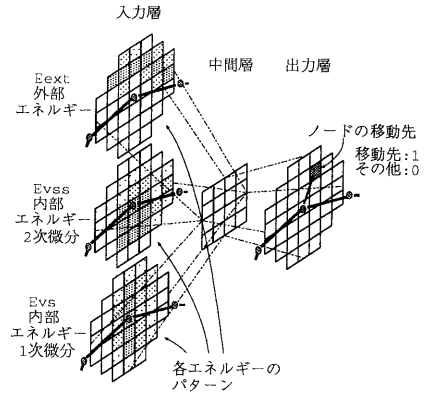 入力層
中間層
出力層
Eext
外部
エネルギー
Evss
内部
エネルギー
2次微分
Evs
内部
エネルギー
1次微分
ノードの移動先
移動先:1
その他:0
各エネルギーの
パターン